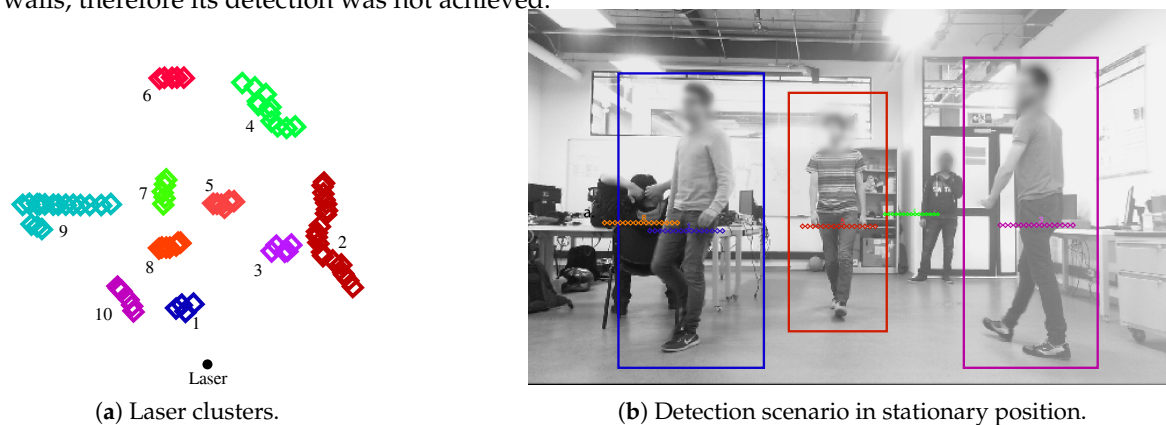 walls, therefore its detection was not achieved.
6
4
7
5
9
8
3
2
10
1
Laser
(a) Laser clusters.
(b) Detection scenario in stationary position.